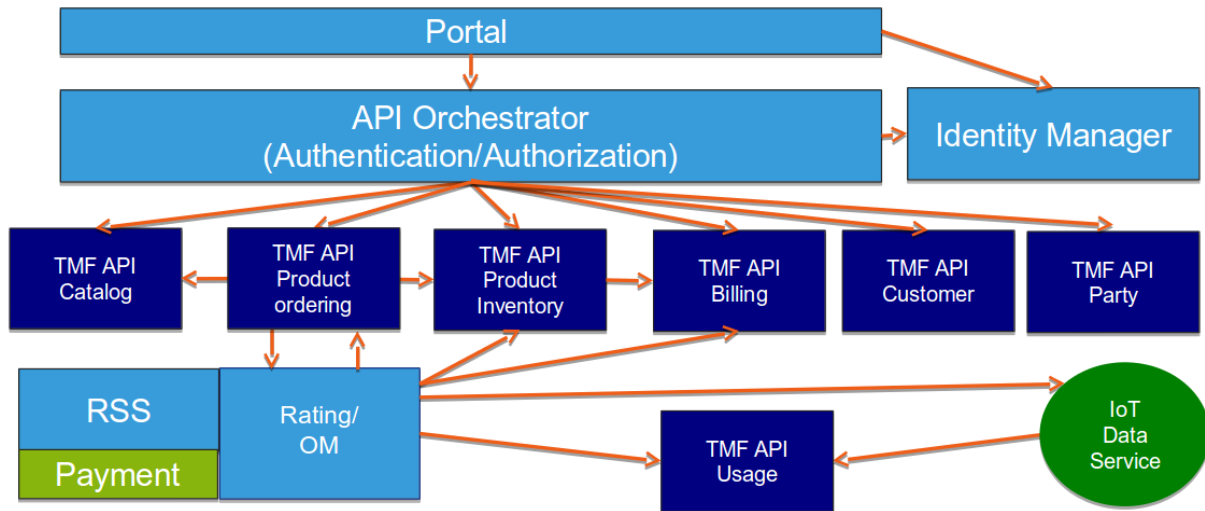 Portal
API Orchestrator
(Authentication/Authorization)
Identity Manager
TMF API
Catalog
TMF API
Product
ordering
TMF API
Product
Inventory
TMF API
Billing
TMF API
Customer
TMF API
Party
RSS
Payment
Rating/
OM
TMF API
Usage
IoT
Data
Service